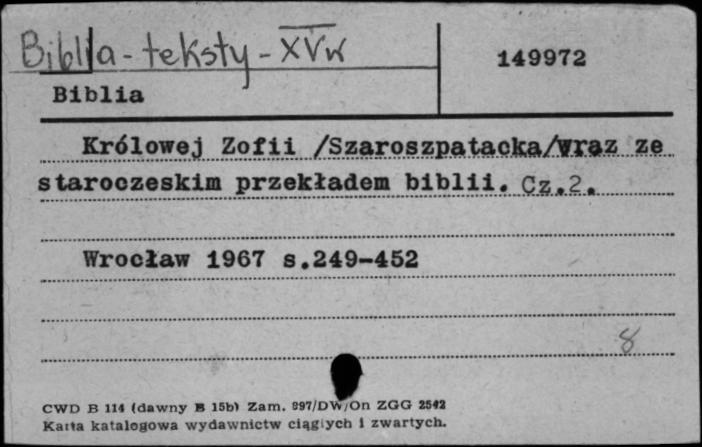 Biblia - teksty - XVw
149972
Biblia
Królowej Zofii /Szaroszpatacka/wraz ze
staroczeskim przekładem biblii. Cz.2.
Wrocław 1967 s.249-452
8
CWD B 114 (dawny B 15b) Zam. 897/DW/On ZGG 2542
Karta katalogowa wydawnictw ciągłych i zwartych.